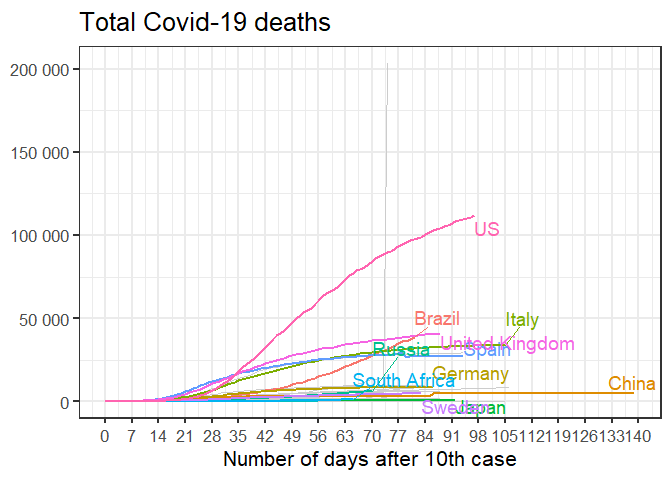 Total Covid-19 deaths
200 000
150 000
100 000
50 000
0
US
Brazil
Italy
United Kingdom
Spain
Russia
Germany
South Africa
China
Sweden
Japan
0 7 14 21 28 35 42 49 56 63 70 77 84 91 98 105 112 119 126 133 140
Number of days after 10th case